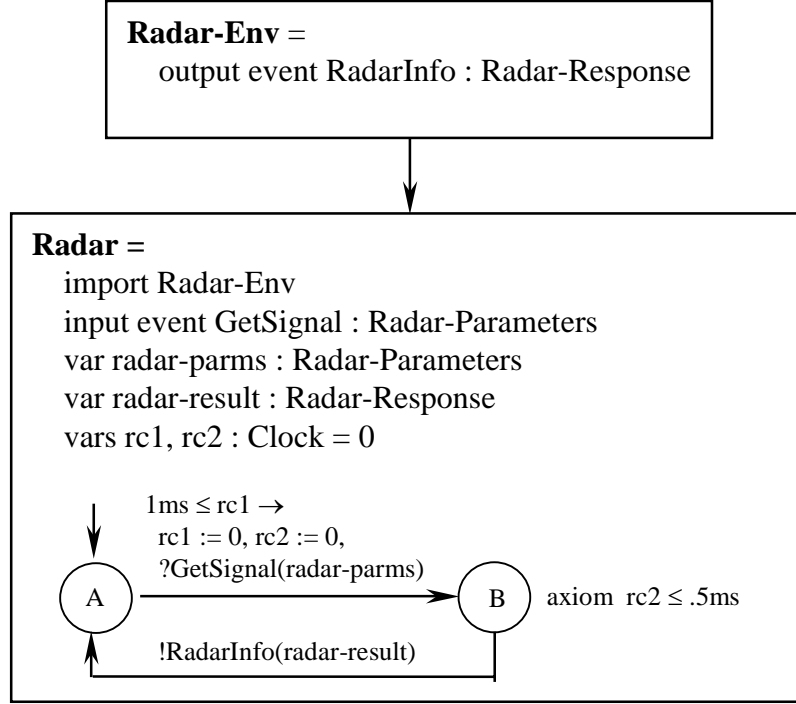 Radar-Env =
output event RadarInfo : Radar-Response
Radar =
import Radar-Env
input event GetSignal : Radar-Parameters
var radar-parms : Radar-Parameters
var radar-result : Radar-Response
vars rc1, rc2 : Clock = 0
1ms ≤ rc1 →
rc1 := 0, rc2 := 0,
?GetSignal(radar-parms)
A
B
axiom rc2 ≤ .5ms
!RadarInfo(radar-result)